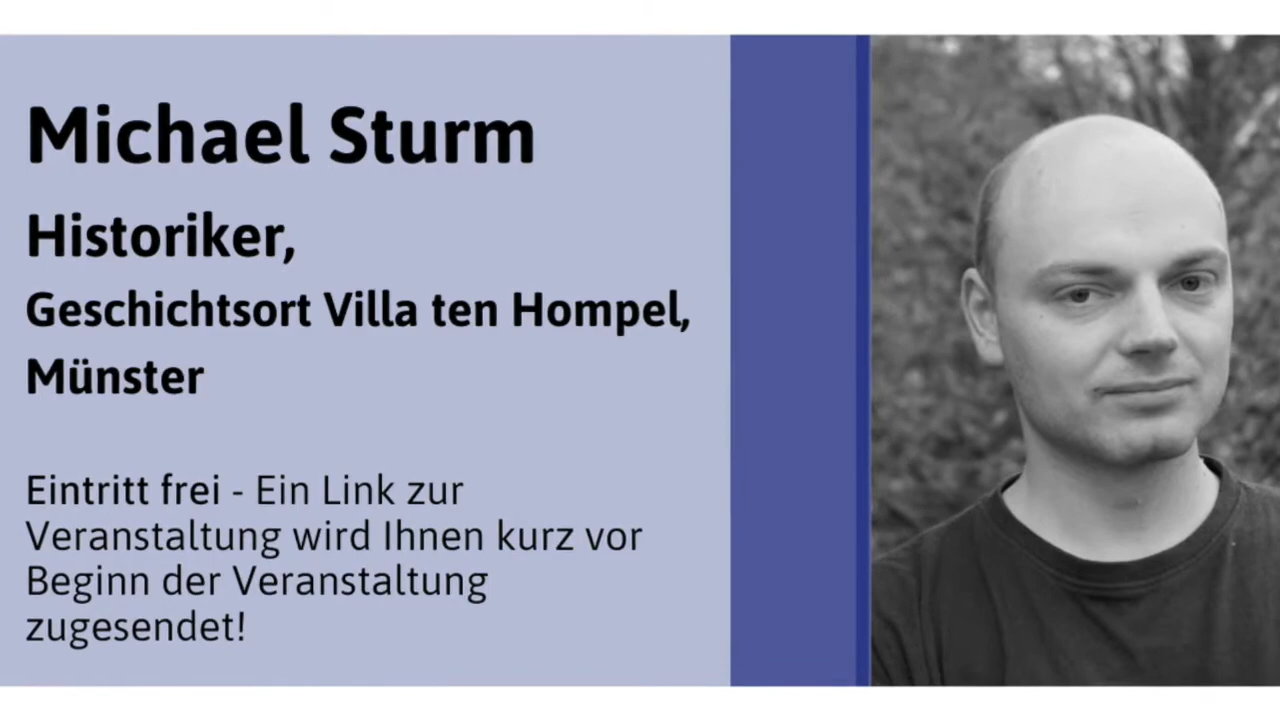 Michael Sturm
Historiker,
Geschichtsort Villa ten Hompel,
Münster
Eintritt frei - Ein Link zur
Veranstaltung wird Ihnen kurz vor
Beginn der Veranstaltung
zugesendet!